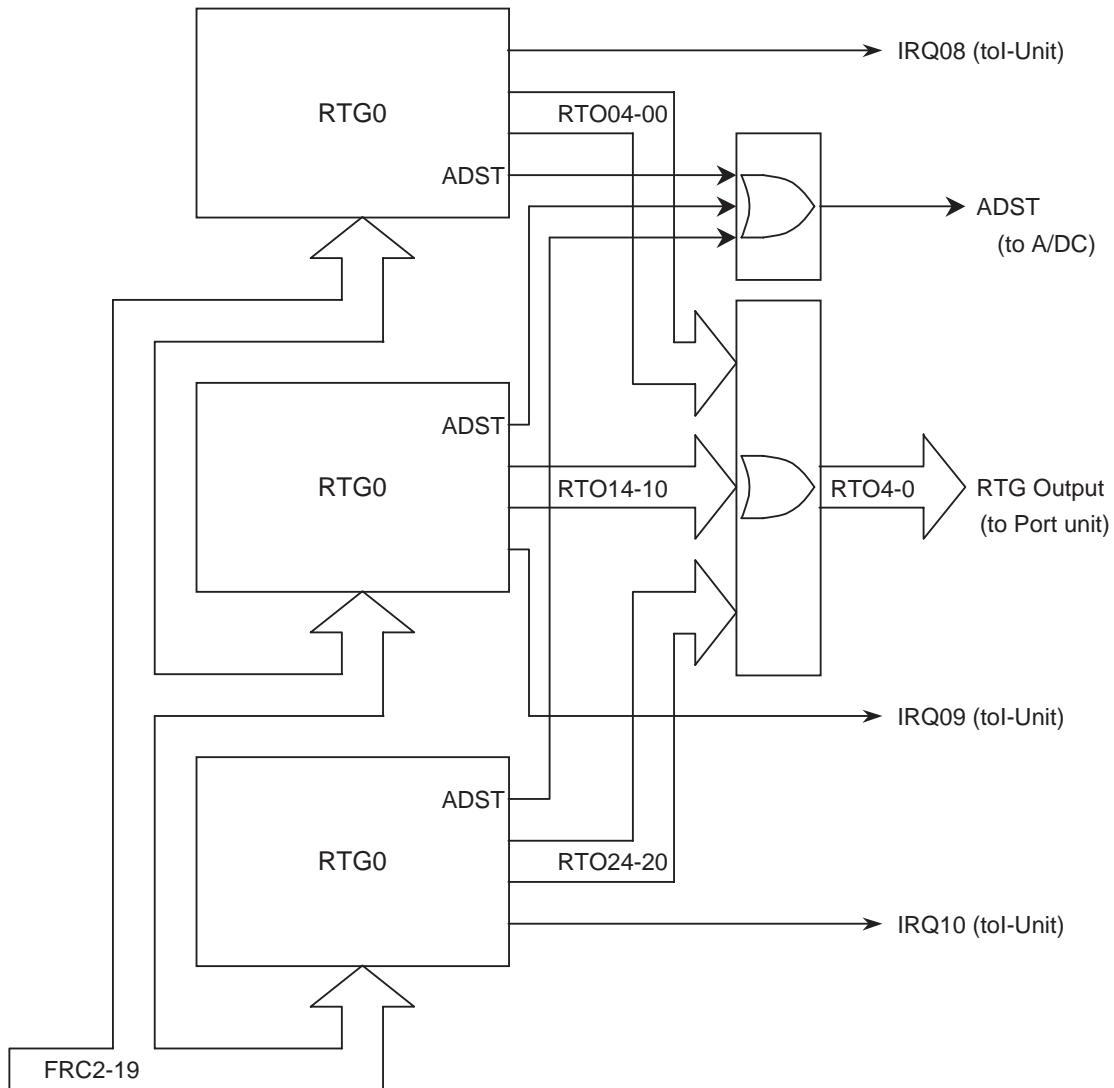 IRQ08 (toI-Unit)
RTG0
RTO04-00
ADST
ADST
(to A/DC)
ADST
RTG0
RTO14-10
RTO4-0
RTG Output
(to Port unit)
IRQ09 (toI-Unit)
ADST
RTG0
RTO24-20
IRQ10 (toI-Unit)
FRC2-19